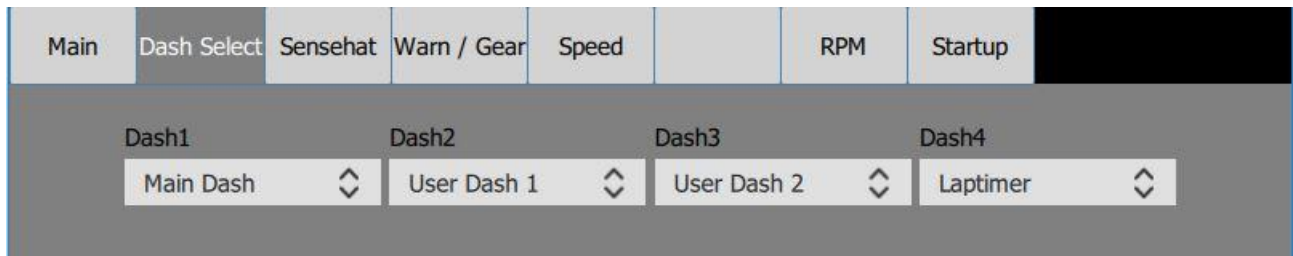 Main Dash Select Sensehat Warn / Gear Speed RPM Startup
Dash1 Dash2 Dash3 Dash4
Main Dash User Dash 1 User Dash 2 Laptimer